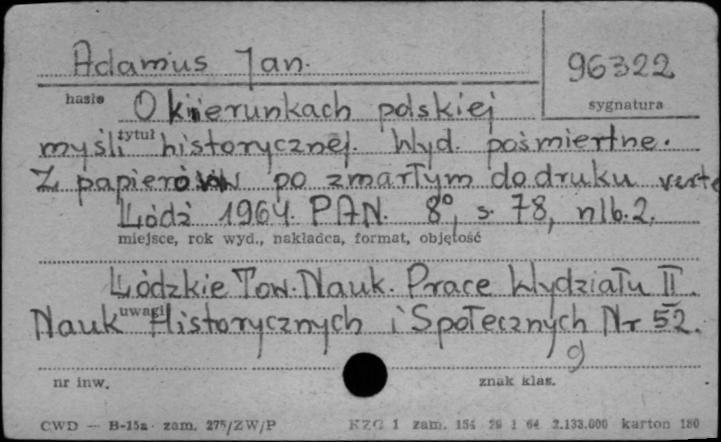 Adamus Jan.
96322
hasło
O kierunkach polskiej
sygnatura
tytuł
myśli historycznej. Wyd. pośmiertne.
Z papierów po zmarłym do druku verte
Łódź 1964. PAN. 8°, s. 78, nlb. 2.
miejsce, rok wyd., nakładca, format, objętość
Łódzkie Tow. Nauk. Prace Wydziału II.
uwagi
Nauk Historycznych i Społecznych Nr 52.
nr inw.
znak klas.
CWD — B-15a zam. 275/ZW/P
KZG 1 zam. 154 29 1 64 2.133.000 karton 180